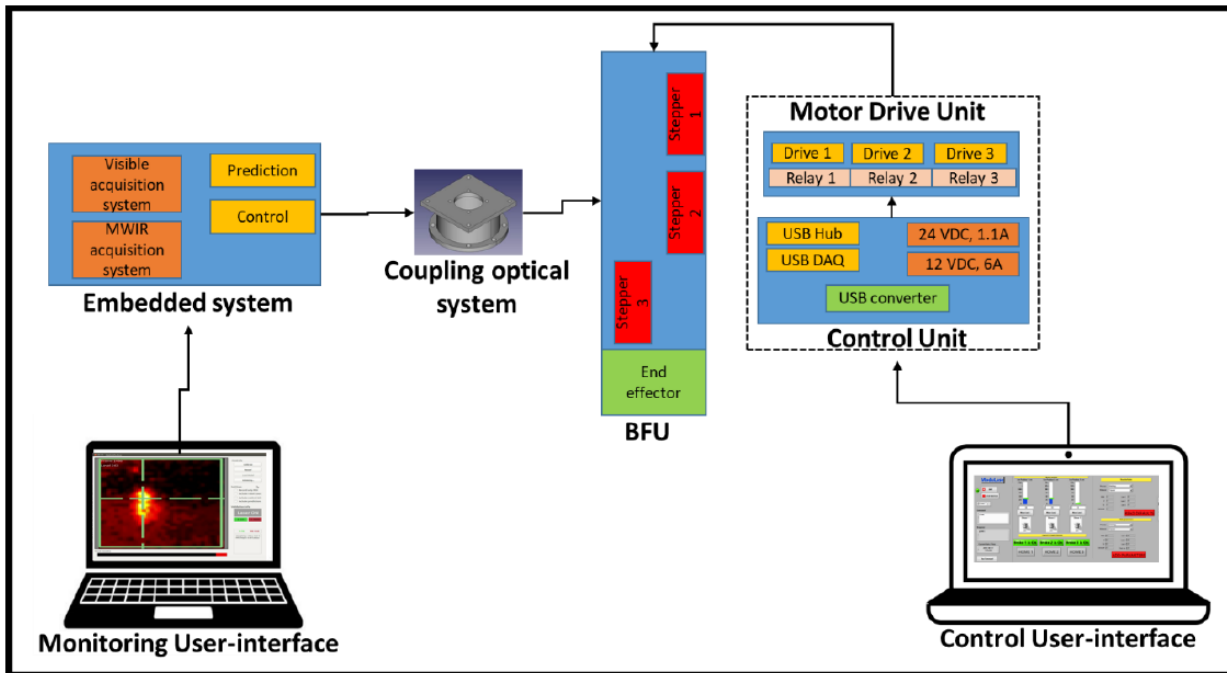 Visible
acquisition
system
MWIR
acquisition
system
Prediction
Control
Embedded system
Coupling optical
system
Stepper
1
Stepper
2
Stepper
3
End
effector
BFU
Motor Drive Unit
Drive 1
Drive 2
Drive 3
Relay 1
Relay 2
Relay 3
USB Hub
USB DAQ
24 VDC, 1.1A
12 VDC, 6A
USB converter
Control Unit
Monitoring User-interface
Control User-interface